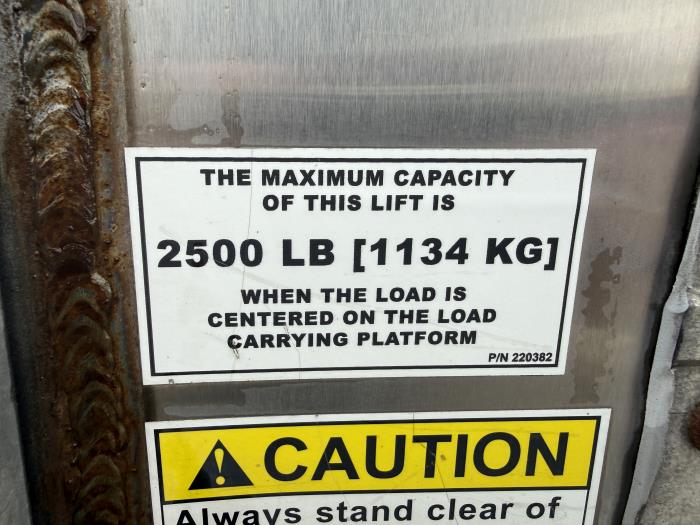 THE MAXIMUM CAPACITY
OF THIS LIFT IS
2500 LB [1134 KG]
WHEN THE LOAD IS
CENTERED ON THE LOAD
CARRYING PLATFORM
P/N 220382
CAUTION
Always stand clear of